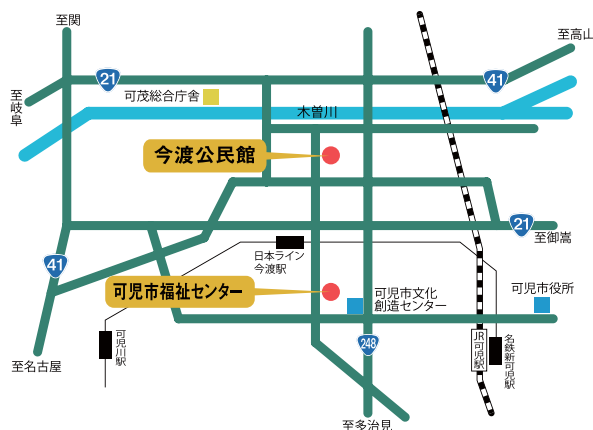 至関
至高山
21
41
至岐阜
可茂総合庁舎
木曽川
今渡公民館
21
至御嵩
日本ライン
今渡駅
41
可児市福祉センター
可児市文化
創造センター
可児市役所
可児川駅
248
JR可児駅
名鉄新可児駅
至名古屋
至多治見